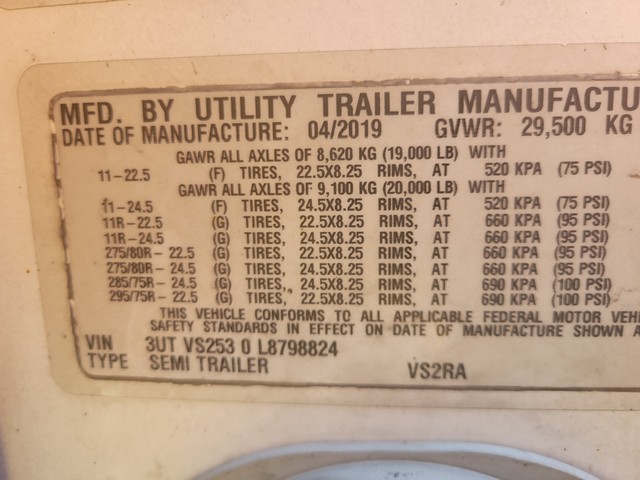 MFD. BY UTILITY TRAILER MANUFACTU
DATE OF MANUFACTURE: 04/2019 GVWR: 29,500 KG
GAWR ALL AXLES OF 8,620 KG (19,000 LB) WITH
11-22.5 (F) TIRES, 22.5X8.25 RIMS, AT 520 KPA (75 PSI)
GAWR ALL AXLES OF 9,100 KG (20,000 LB) WITH
11-24.5 (F) TIRES, 24.5X8.25 RIMS, AT 520 KPA (75 PSI)
11R-22.5 (G) TIRES, 22.5X8.25 RIMS, AT 660 KPA (95 PSI)
11R-24.5 (G) TIRES, 24.5X8.25 RIMS, AT 660 KPA (95 PSI)
275/80R-22.5 (G) TIRES, 22.5X8.25 RIMS, AT 660 KPA (95 PSI)
275/80R-24.5 (G) TIRES, 24.5X8.25 RIMS, AT 660 KPA (95 PSI)
285/75R-24.5 (G) TIRES, 24.5X8.25 RIMS, AT 690 KPA (100 PSI)
295/75R-22.5 (G) TIRES, 22.5X8.25 RIMS, AT 690 KPA (100 PSI)
THIS VEHICLE CONFORMS TO ALL APPLICABLE FEDERAL MOTOR VEHI
SAFETY STANDARDS IN EFFECT ON DATE OF MANUFACTURE SHOWN A
VIN 3UT VS253 0 L8798824
TYPE SEMI TRAILER VS2RA